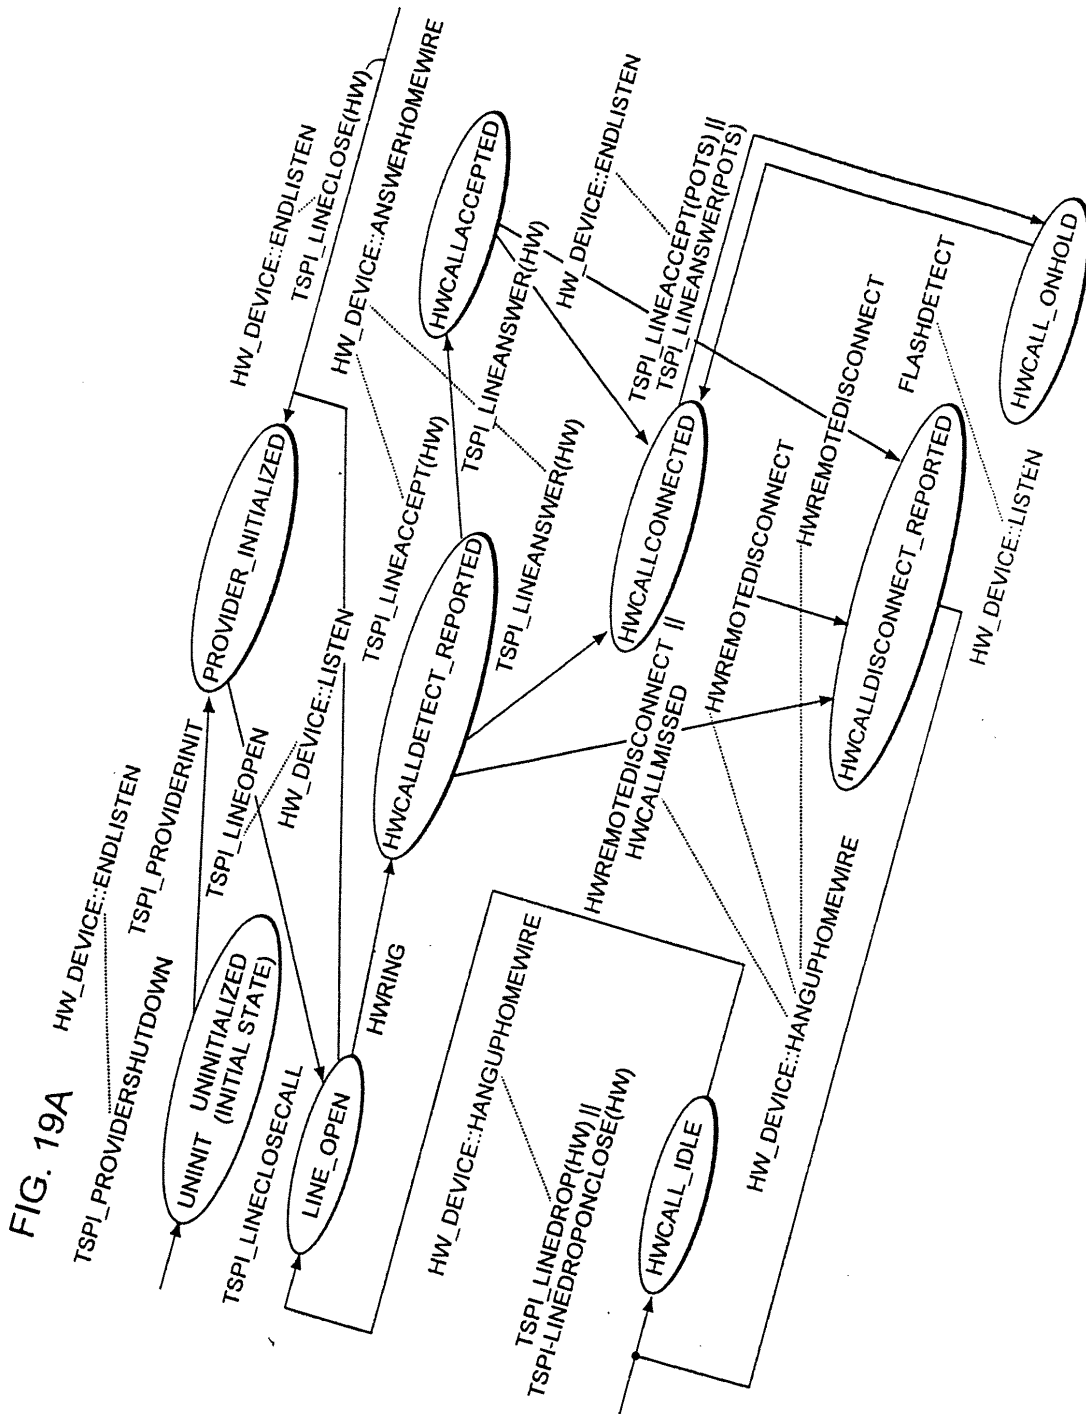 FIG. 19A
TSPI_PROVIDERSHUTDOWN
HW_DEVICE::ENDLISTEN
UNINIT UNINITIALIZED
(INITIAL STATE)
TSPI_PROVIDERINIT
PROVIDER_INITIALIZED
HW_DEVICE::ENDLISTEN
TSPI_LINECLOSE(HW)
TSPI_LINECLOSECALL
LINE_OPEN
TSPI_LINEOPEN
HW_DEVICE::LISTEN
HWRING
HWCALLDETECT_REPORTED
TSPI_LINEACCEPT(HW)
HW_DEVICE::ANSWERHOMEWIRE
HWCALLACCEPTED
TSPI_LINEANSWER(HW)
TSPI_LINEANSWER(HW)
HW_DEVICE::ENDLISTEN
TSPI_LINEACCEPT(POTS) ||
TSPI_LINEANSWER(POTS)
HWCALLCONNECTED
HW_DEVICE::HANGUPHOMEWIRE
TSPI_LINEDROP(HW) ||
TSPI-LINEDROPONCLOSE(HW)
HWCALL_IDLE
HWREMOTEDISCONNECT ||
HWCALLMISSED
HWREMOTEDISCONNECT
HWREMOTEDISCONNECT
HW_DEVICE::HANGUPHOMEWIRE
HWCALLDISCONNECT_REPORTED
FLASHDETECT
HW_DEVICE::LISTEN
HWCALL_ONHOLD